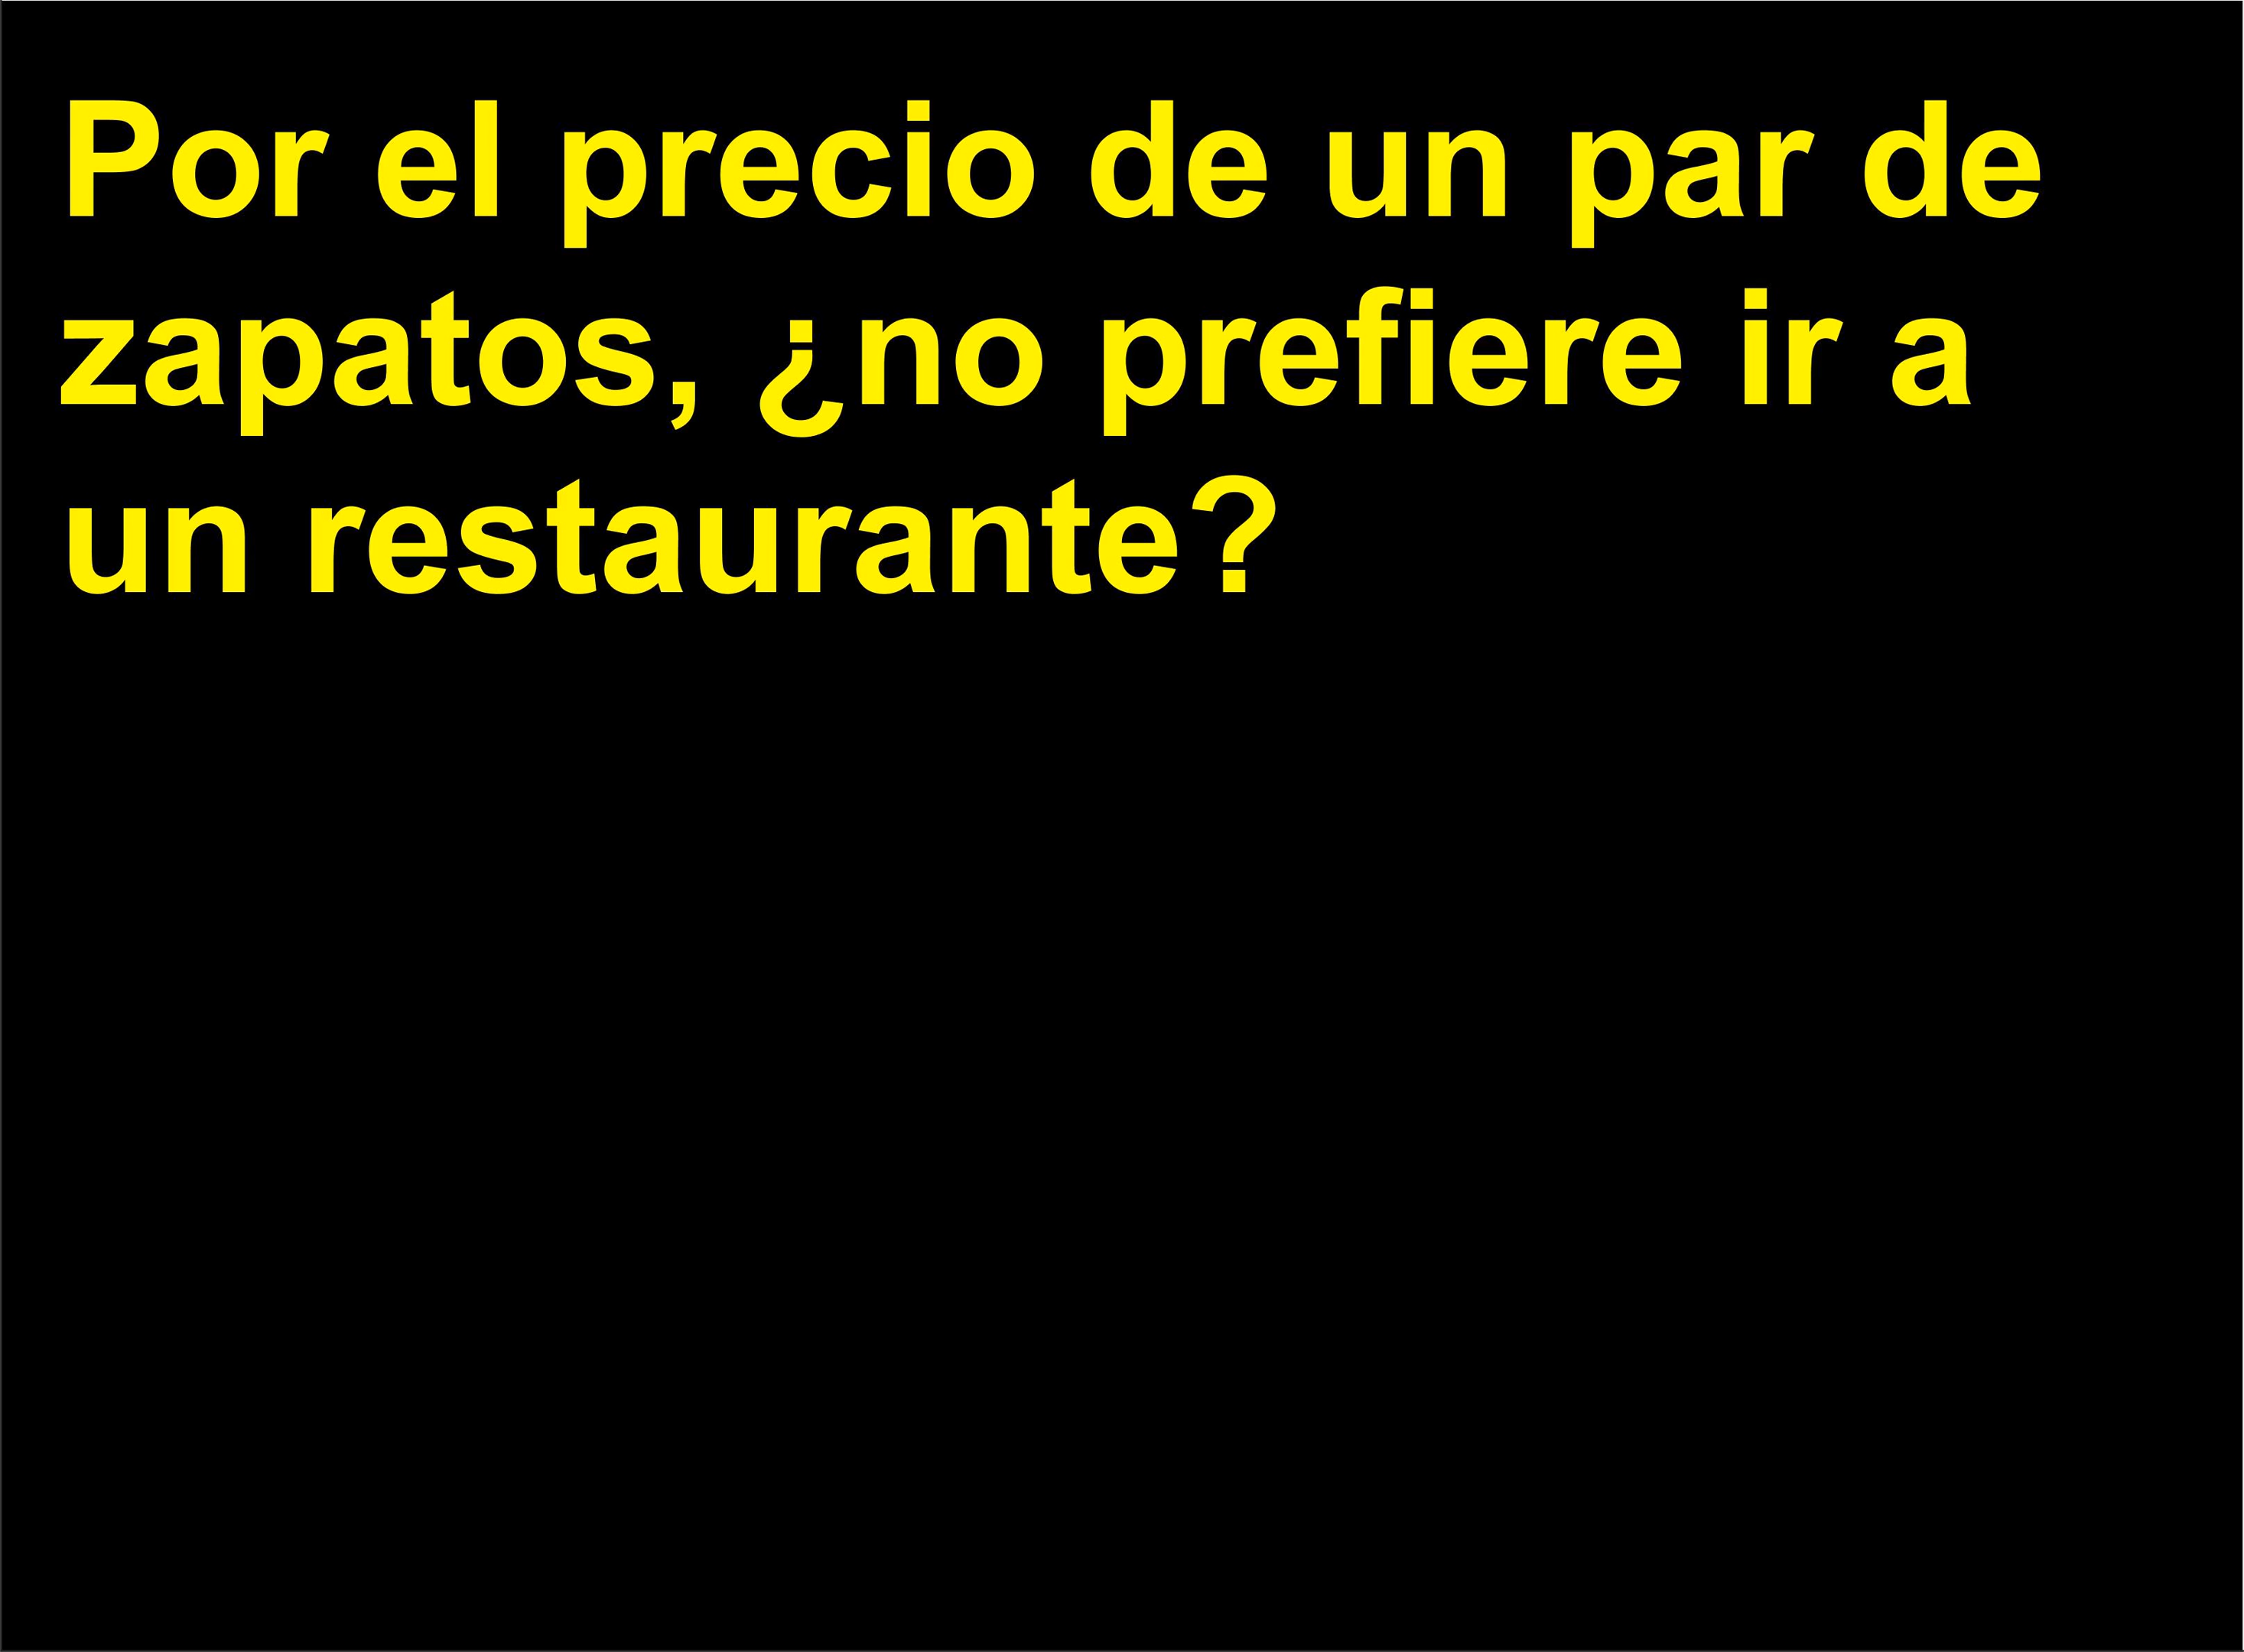 Por el precio de un par de
zapatos, ¿no prefiere ir a
un restaurante?